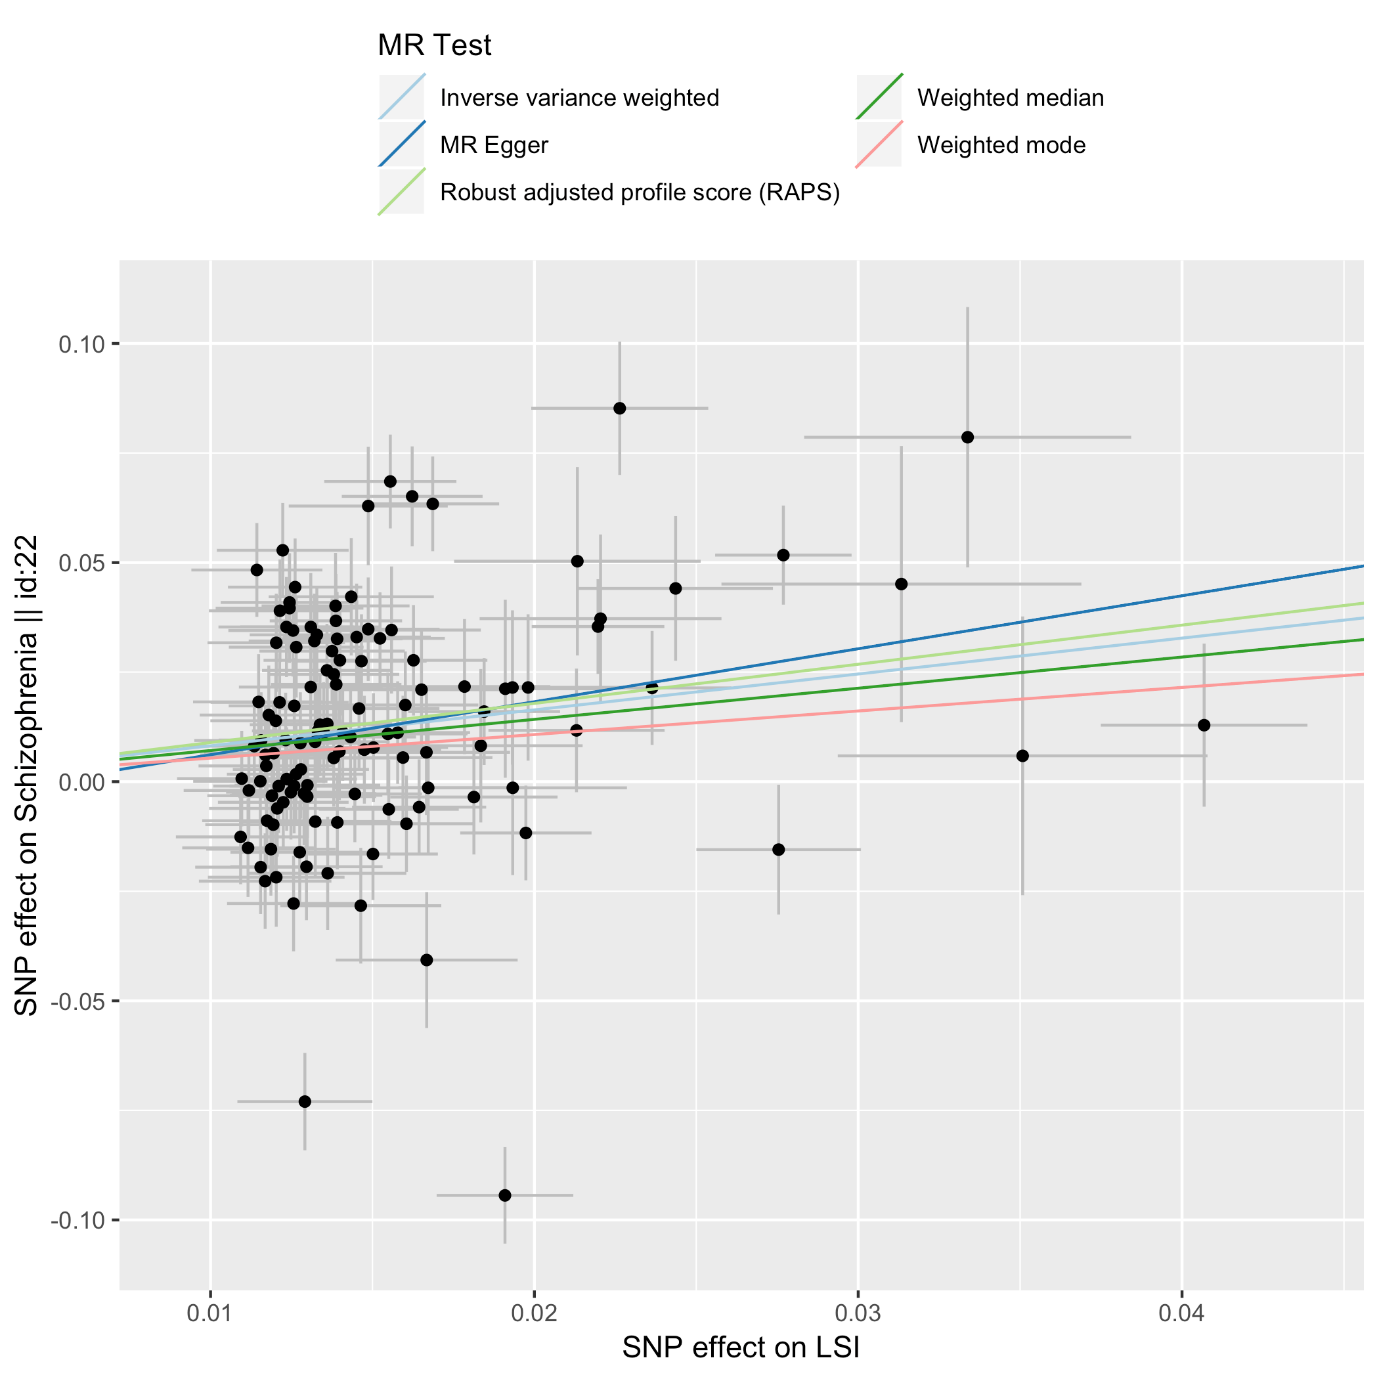 MR Test
Inverse variance weighted
Weighted median
MR Egger
Weighted mode
Robust adjusted profile score (RAPS)
SNP effect on Schizophrenia || id:22
0.10
0.05
0.00
-0.05
-0.10
0.01
0.02
0.03
0.04
SNP effect on LSI